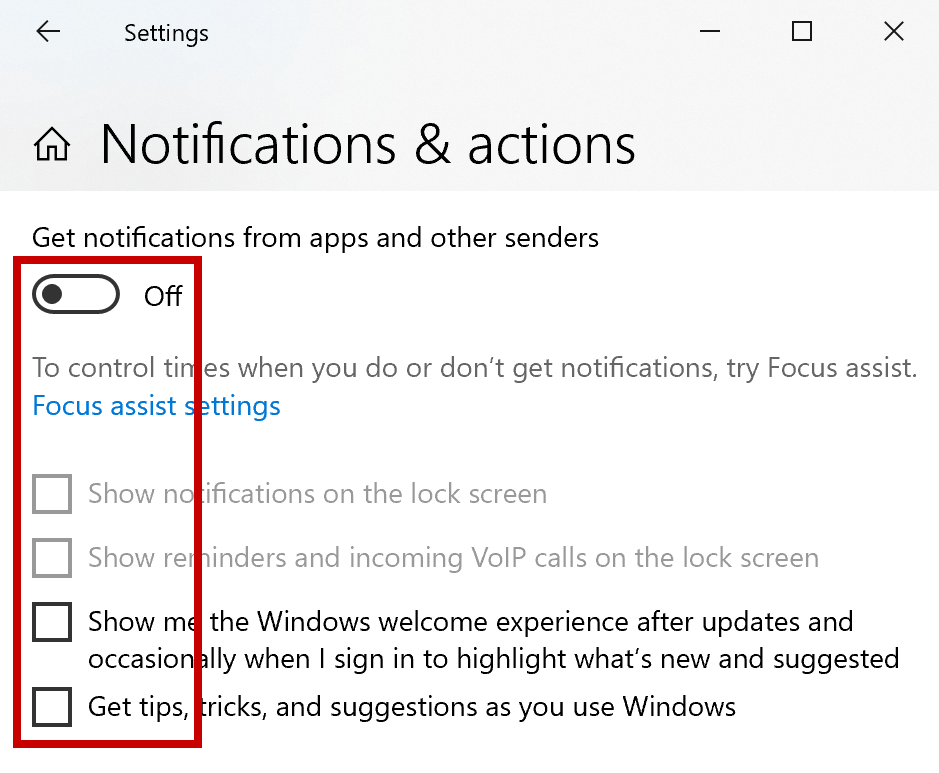 Settings
Notifications & actions
Get notifications from apps and other senders
Off
To control times when you do or don’t get notifications, try Focus assist.
Focus assist settings
Show notifications on the lock screen
Show reminders and incoming VoIP calls on the lock screen
Show me the Windows welcome experience after updates and
occasionally when I sign in to highlight what‘s new and suggested
Get tips, tricks, and suggestions as you use Windows